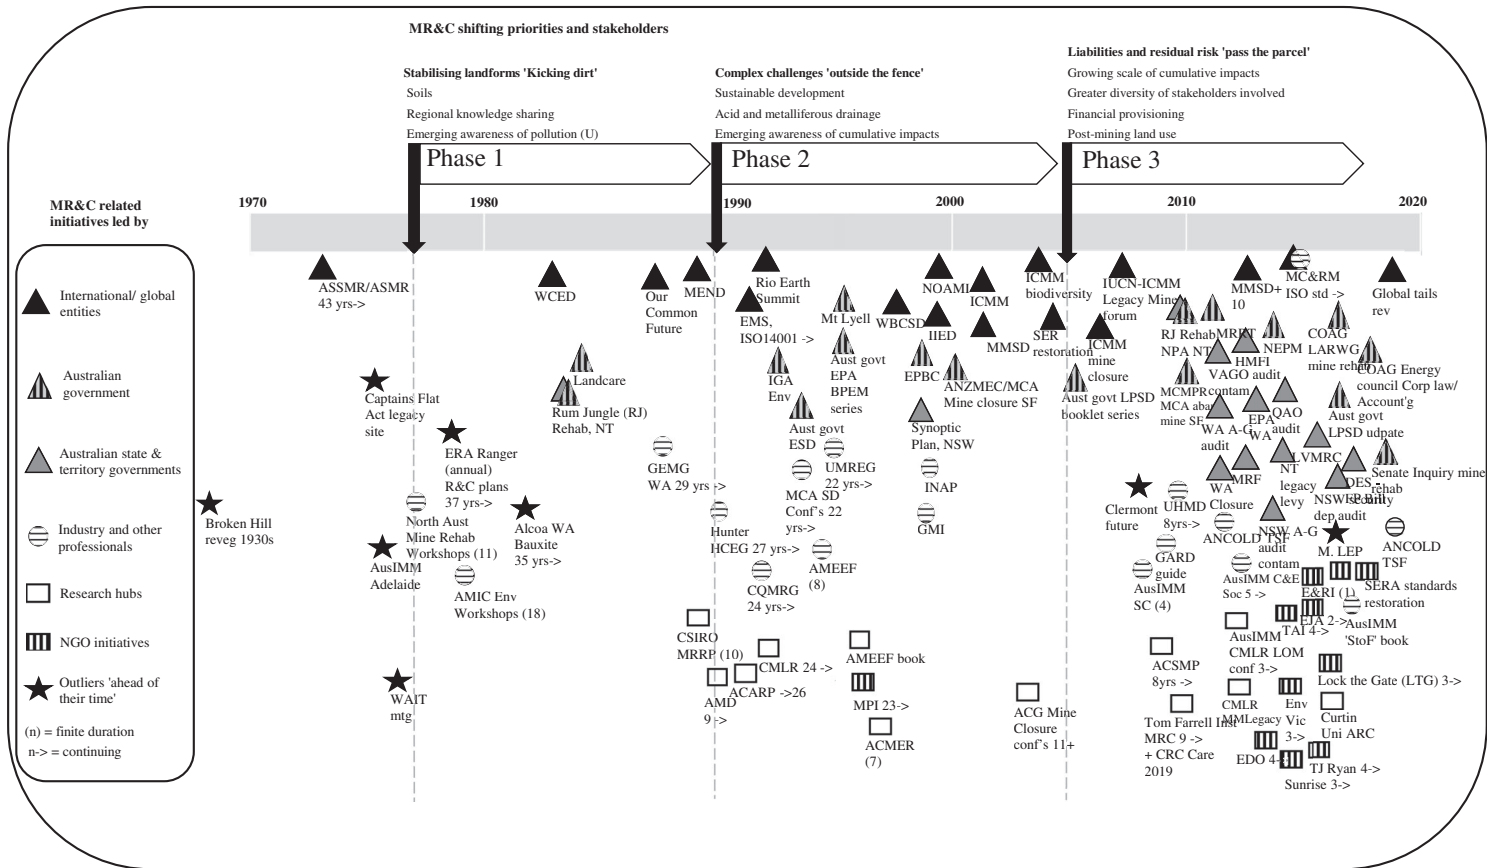 MR&C shifting priorities and stakeholders
Stabilising landforms 'Kicking dirt'
Soils
Regional knowledge sharing
Emerging awareness of pollution (U)
Complex challenges 'outside the fence'
Sustainable development
Acid and metalliferous drainage
Emerging awareness of cumulative impacts
Liabilities and residual risk 'pass the parcel'
Growing scale of cumulative impacts
Greater diversity of stakeholders involved
Financial provisioning
Post-mining land use
Phase 1
Phase 2
Phase 3
1970
1980
1990
2000
2010
2020
MR&C related
initiatives led by
International/ global
entities
Australian
government
Australian state &
territory governments
Industry and other
professionals
Research hubs
NGO initiatives
Outliers 'ahead of
their time'
(n) = finite duration
n-> = continuing
Broken Hill
reveg 1930s
ASSMR/ASMR
43 yrs->
Captains Flat
Act legacy
site
ERA Ranger
(annual)
R&C plans
37 yrs->
North Aust
Mine Rehab
Workshops (11)
AusIMM
Adelaide
AMIC Env
Workshops (18)
WAIT
mtg
Alcoa WA
Bauxite
35 yrs->
WCED
Landcare
Rum Jungle (RJ)
Rehab, NT
Our
Common
Future
MEND
GEMG
WA 29 yrs ->
Hunter
HCEG 27 yrs->
CQMRG
24 yrs->
CSIRO
MRRP (10)
AMD
9 ->
ACARP ->26
CMLR 24 ->
Rio Earth
Summit
EMS,
ISO14001 ->
IGA
Env
Aust govt
ESD
Mt Lyell
Aust govt
EPA
BPEM
series
UMREG
22 yrs->
MCA SD
Conf's 22
yrs->
AMEEF
(8)
AMEEF book
MPI 23->
ACMER
(7)
WBCSD
NOAMI
IIED
EPBC
Synoptic
Plan, NSW
INAP
GMI
ICMM
MMSD
ANZMEC/MCA
Mine closure SF
ICMM
biodiversity
SER
restoration
ICMM
mine
closure
Aust govt LPSD
booklet series
ACG Mine
Closure
conf's 11+
IUCN-ICMM
Legacy Mine
forum
RJ Rehab
NPA NT
MRRT
MCMPR
MCA aban
mine SF
Clermont
future
UHMD
8yrs->
GARD
guide
AusIMM
SC (4)
ACSMP
8yrs ->
Tom Farrell Inst
MRC 9 ->
+ CRC Care
2019
MMSD+
10
HMFI
VAGO audit
contam
WA A-G
audit
EPA
WA
QAO
audit
NEPM
MRF
WA
Closure
ANCOLD TSF
NSW A-G
audit
contam
NT
legacy
levy
LVMRC
AusIMM C&E
Soc 5 ->
AusIMM
CMLR LOM
conf 3->
CMLR
MMLegacy
EDO 4->
Env
Vic
3->
Sunrise 3->
TJ Ryan 4->
TAI 4->
EJA 2->
E&RI (1)
M. LEP
MC&RM
ISO std ->
COAG
LARWG
mine rehab
COAG Energy
council Corp law/
Account'g
Aust govt
LPSD udpate
Senate Inquiry mine
rehab
DES -
security
NSW
dep audit
Global tails
rev
ANCOLD
TSF
SERA standards
restoration
AusIMM
'StoF' book
Lock the Gate (LTG) 3->
Curtin
Uni ARC